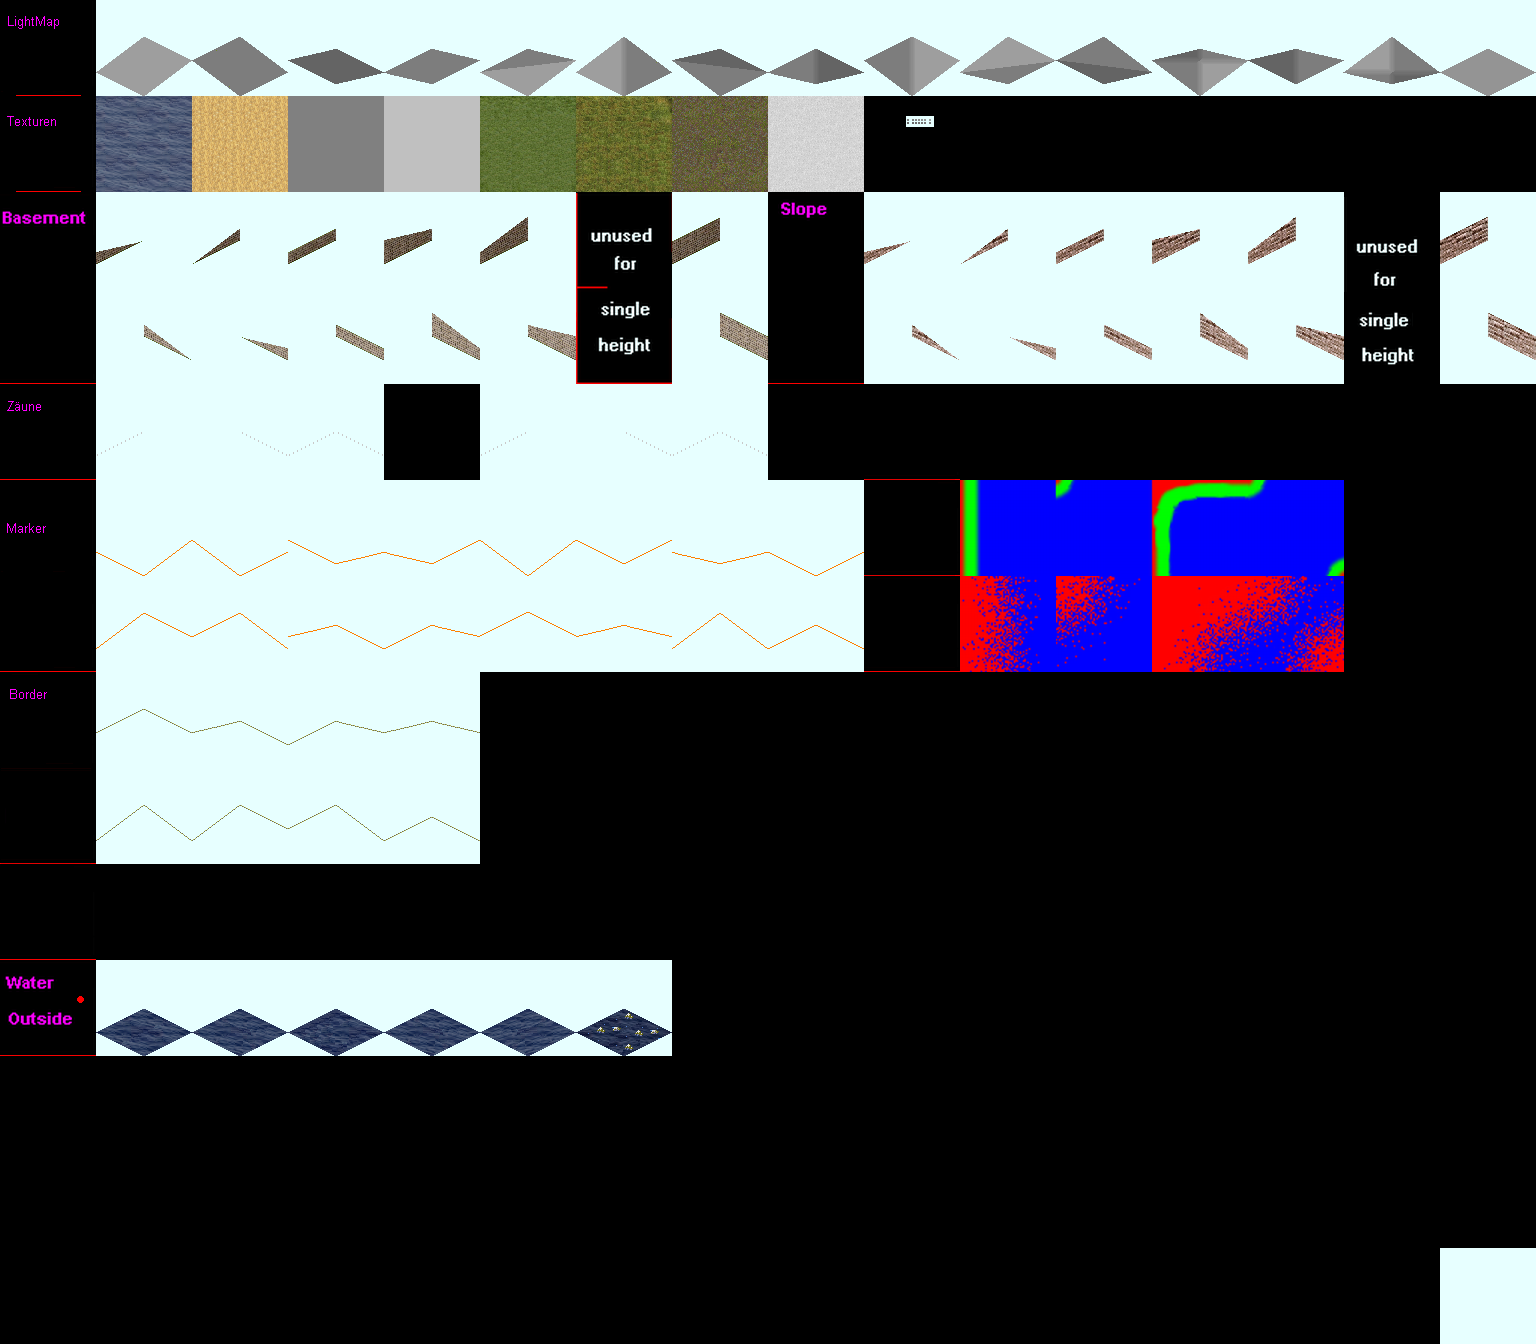 LightMap
Texturen
Basement
unused
for
single
height
Slope
unused
for
single
height
Zäune
Marker
Border
Water
Outside